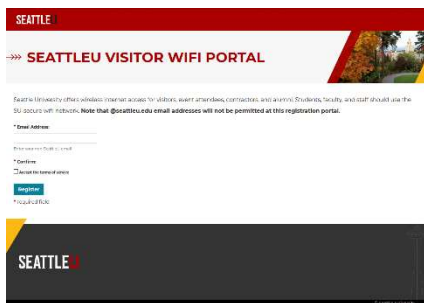 SEATTLEU
SEATTLEU VISITOR WIFI PORTAL
Seattle University offers wireless internet access for visitors, event attendees, contractors, and alumni. Students, faculty, and staff should use the
SU secure wifi network. Note that @seattleu.edu email addresses will not be permitted at this registration portal.
* Email Address:
* Confirm:
Accept the terms of service
Register
* required field
SEATTLEU